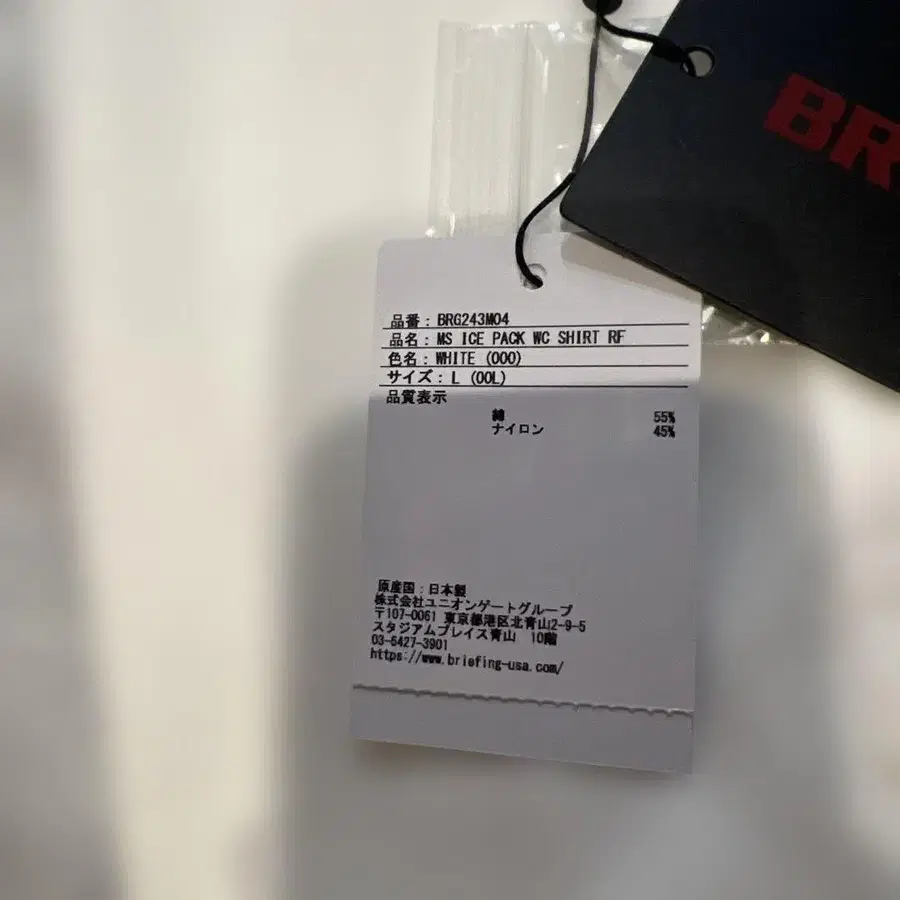 BR
品番：BRG243M04
品名：MS ICE PACK WC SHIRT RF
色名：WHITE (000)
サイズ：L (00L)
品質表示
綿 55%
ナイロン 45%
原産国：日本製
株式会社ユニオンゲートグループ
〒107-0061 東京都港区北青山2-9-5
スタジアムプレイス青山 10階
03-6427-3901
https://www.briefing-usa.com/